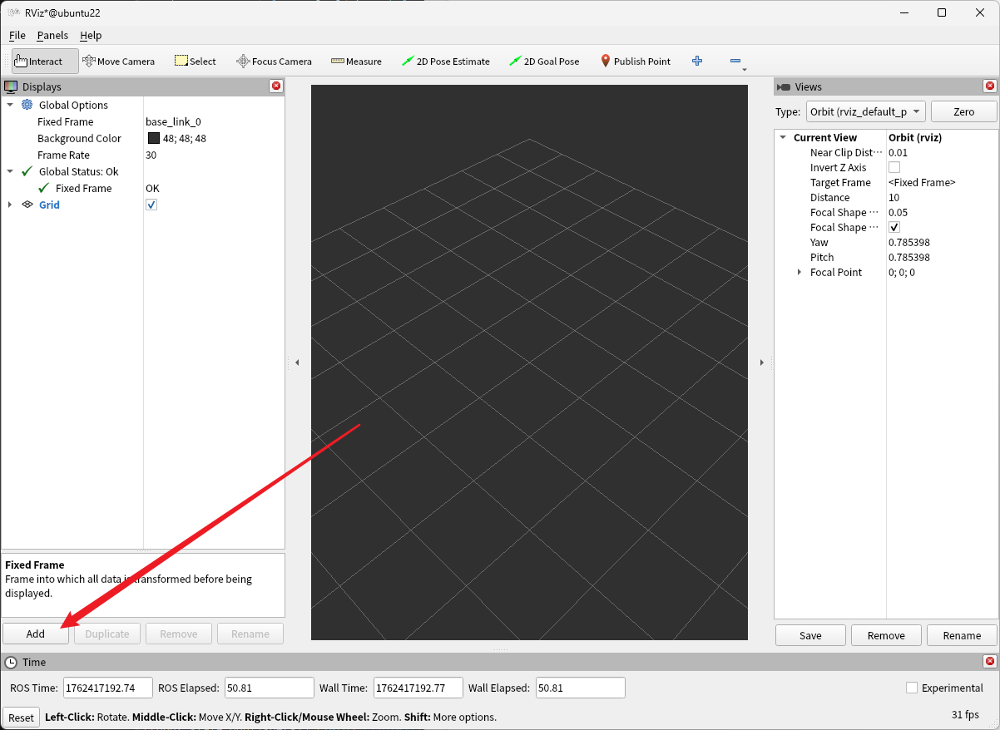 RViz*@ubuntu22
File Panels Help
Interact Move Camera Select Focus Camera Measure 2D Pose Estimate 2D Goal Pose Publish Point
Displays
Global Options
Fixed Frame base_link_0
Background Color 48; 48; 48
Frame Rate 30
Global Status: Ok
Fixed Frame OK
Grid
Fixed Frame
Frame into which all data is transformed before being
displayed.
Add Duplicate Remove Rename
Views
Type: Orbit (rviz_default_p Zero
Current View Orbit (rviz)
Near Clip Dist··· 0.01
Invert Z Axis
Target Frame <Fixed Frame>
Distance 10
Focal Shape ··· 0.05
Focal Shape ···
Yaw 0.785398
Pitch 0.785398
Focal Point 0; 0; 0
Save Remove Rename
Time
ROS Time: 1762417192.74 ROS Elapsed: 50.81 Wall Time: 1762417192.77 Wall Elapsed: 50.81 Experimental
Reset Left-Click: Rotate. Middle-Click: Move X/Y. Right-Click/Mouse Wheel: Zoom. Shift: More options. 31 fps